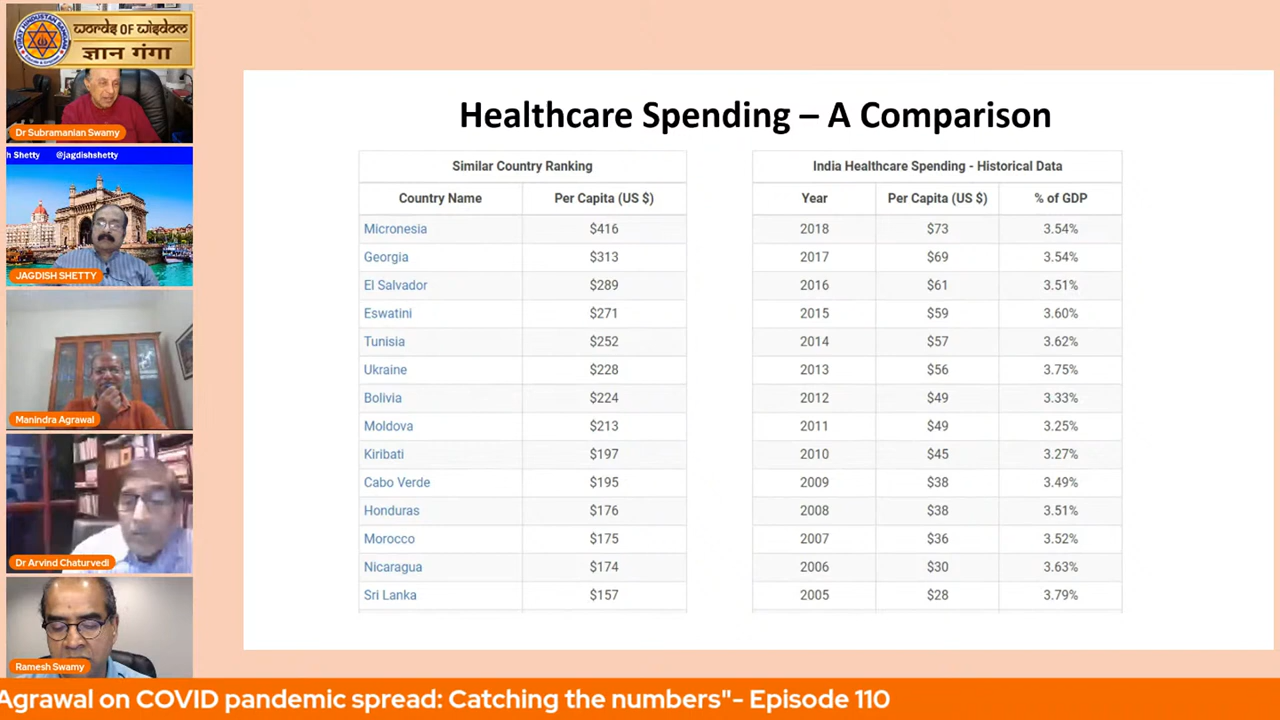 VIRAT HINDUSTAN SANGAM
WORDS OF WISDOM
ज्ञान गंगा
Dr Subramanian Swamy
h Shetty @jagdishshetty
JAGDISH SHETTY
Manindra Agrawal
Dr Arvind Chaturvedi
Ramesh Swamy
Healthcare Spending – A Comparison
Similar Country Ranking
Country Name Per Capita (US $)
Micronesia $416
Georgia $313
El Salvador $289
Eswatini $271
Tunisia $252
Ukraine $228
Bolivia $224
Moldova $213
Kiribati $197
Cabo Verde $195
Honduras $176
Morocco $175
Nicaragua $174
Sri Lanka $157
India Healthcare Spending - Historical Data
Year Per Capita (US $) % of GDP
2018 $73 3.54%
2017 $69 3.54%
2016 $61 3.51%
2015 $59 3.60%
2014 $57 3.62%
2013 $56 3.75%
2012 $49 3.33%
2011 $49 3.25%
2010 $45 3.27%
2009 $38 3.49%
2008 $38 3.51%
2007 $36 3.52%
2006 $30 3.63%
2005 $28 3.79%
Agrawal on COVID pandemic spread: Catching the numbers"- Episode 110